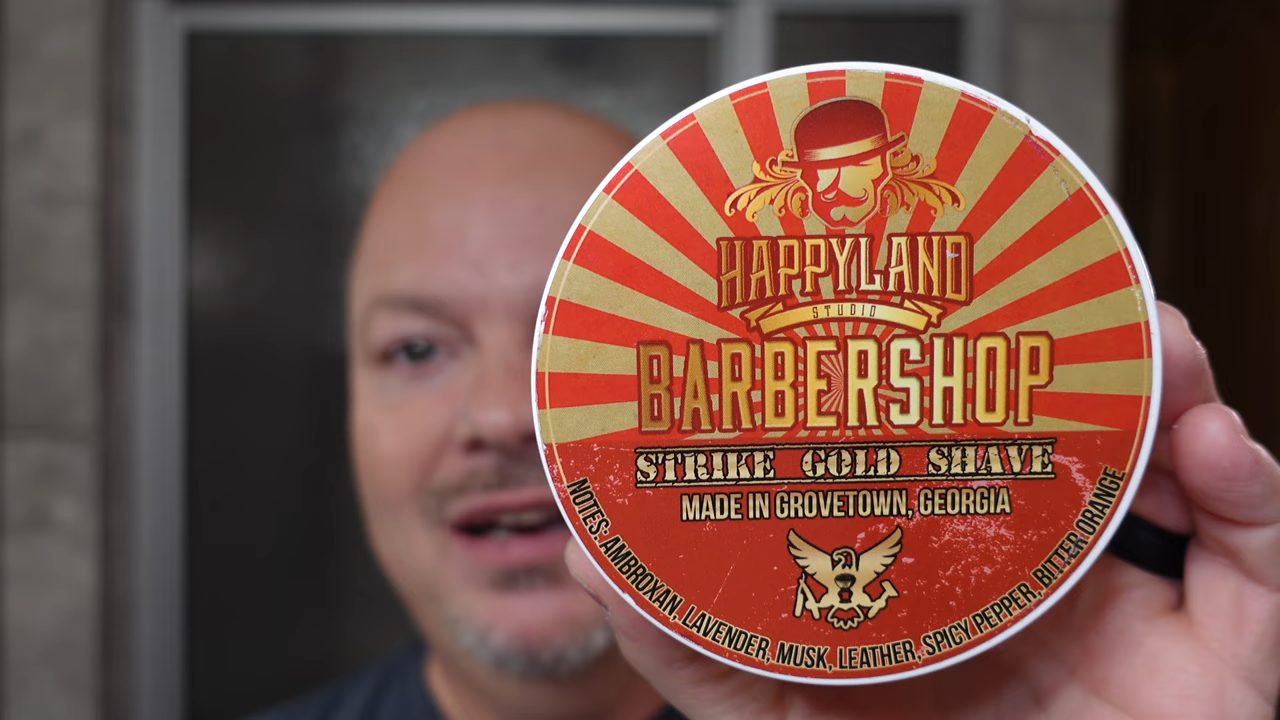 HAPPYLAND
STUDIO
BARBERSHOP
STRIKE GOLD SHAVE
MADE IN GROVETOWN, GEORGIA
NOTES: AMBROXAN, LAVENDER, MUSK, LEATHER, SPICY PEPPER, BITTER ORANGE